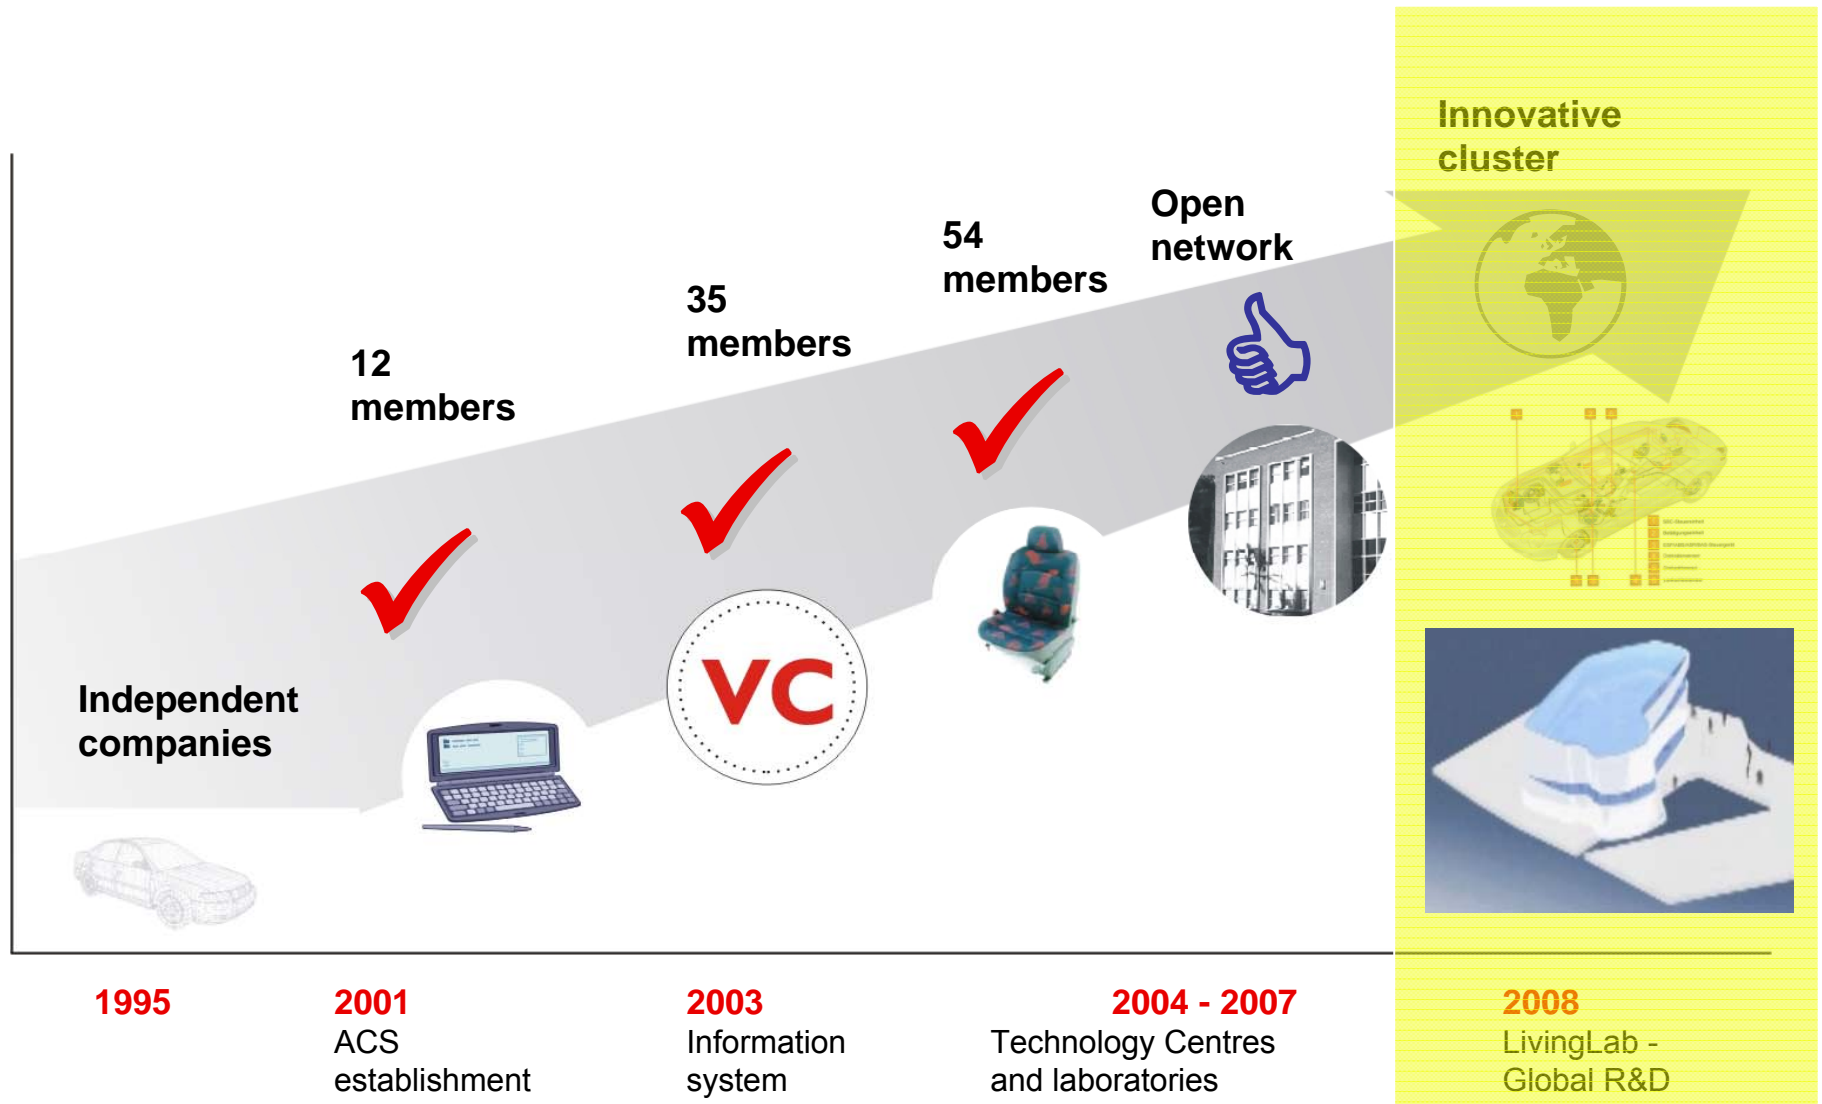 Innovative
cluster
Open
network
54
members
35
members
12
members
Independent
companies
VC
1995
2001
ACS
establishment
2003
Information
system
2004 - 2007
Technology Centres
and laboratories
2008
LivingLab -
Global R&D